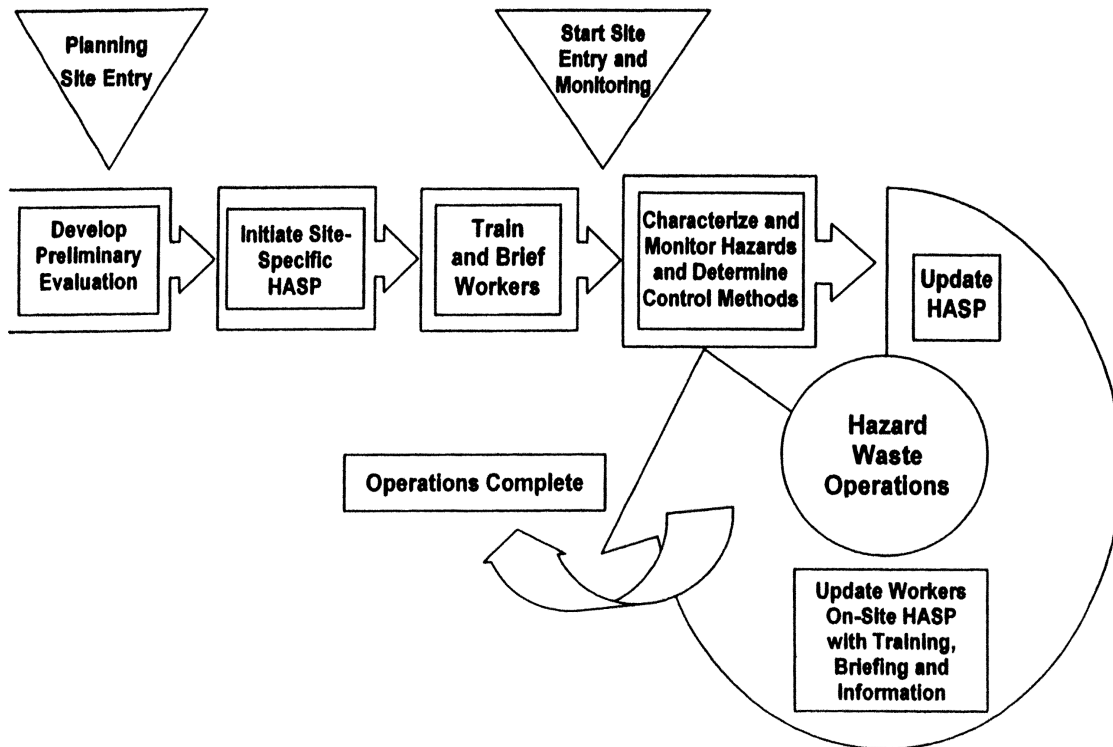 Planning
Site Entry
Start Site
Entry and
Monitoring
Develop
Preliminary
Evaluation
Initiate Site-
Specific
HASP
Train
and Brief
Workers
Characterize and
Monitor Hazards
and Determine
Control Methods
Update
HASP
Hazard
Waste
Operations
Operations Complete
Update Workers
On-Site HASP
with Training,
Briefing and
Information